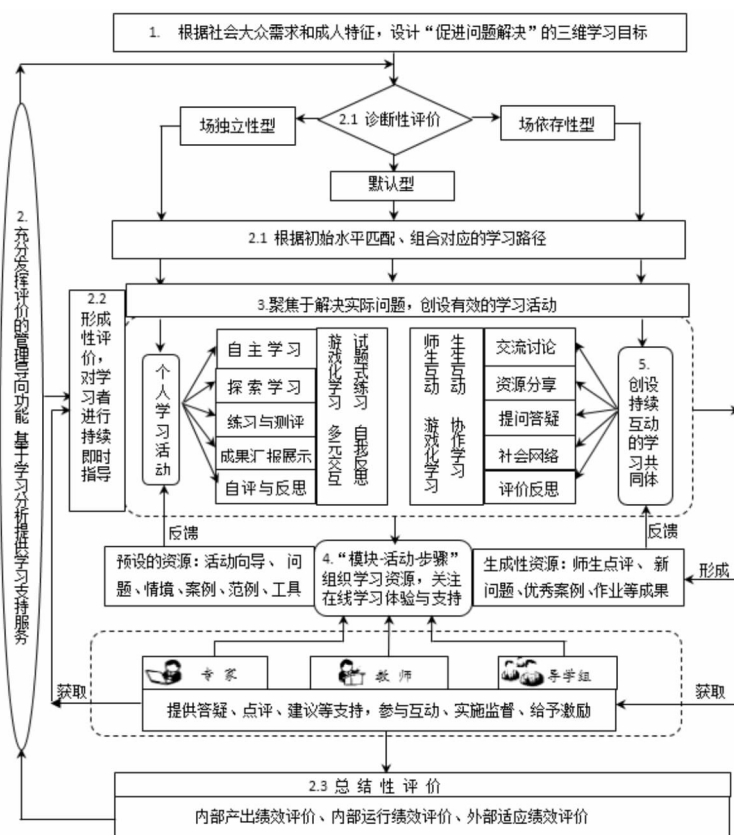 1. 根据社会大众需求和成人特征，设计“促进问题解决”的三维学习目标
2.1 诊断性评价
场独立性型
场依存性型
默认型
2.1 根据初始水平匹配、组合对应的学习路径
2.充分发挥评价的管理导向功能 基于学习分析提供学习支持服务
2.2
形成
性评
价，
对学
习者
进行
持续
即时
指导
3.聚焦于解决实际问题，创设有效的学习活动
个人学习活动
自主学习
探索学习
练习与测评
成果汇报展示
自评与反思
游戏化学习 多元交互
试题式练习 自我反思
师生互动 游戏化学习
生生互动 协作学习
交流讨论
资源分享
提问答疑
社会网络
评价反思
5.
创设
持续
互动
的学
习共
同体
反馈
反馈
预设的资源：活动向导、问
题、情境、案例、范例、工具
4.“模块-活动-步骤”
组织学习资源，关注
在线学习体验与支持
生成性资源：师生点评、新
问题、优秀案例、作业等成果
形成
专家
教师
导学组
获取
获取
提供答疑、点评、建议等支持，参与互动、实施监督、给予激励
2.3 总结性评价
内部产出绩效评价、内部运行绩效评价、外部适应绩效评价